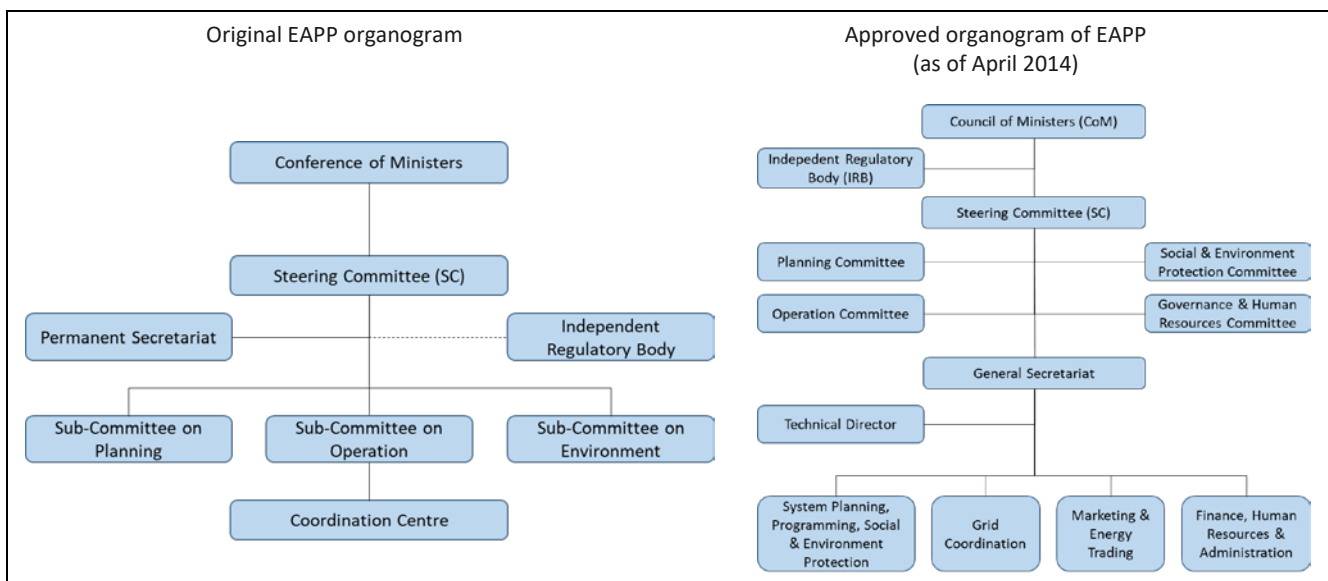 Original EAPP organogram
Conference of Ministers
Steering Committee (SC)
Permanent Secretariat
Independent
Regulatory Body
Sub-Committee on
Planning
Sub-Committee on
Operation
Sub-Committee on
Environment
Coordination Centre
Approved organogram of EAPP
(as of April 2014)
Council of Ministers (CoM)
Indepedent Regulatory
Body (IRB)
Steering Committee (SC)
Planning Committee
Social & Environment
Protection Committee
Operation Committee
Governance & Human
Resources Committee
General Secretariat
Technical Director
System Planning,
Programming, Social
& Environment
Protection
Grid
Coordination
Marketing &
Energy
Trading
Finance, Human
Resources &
Administration